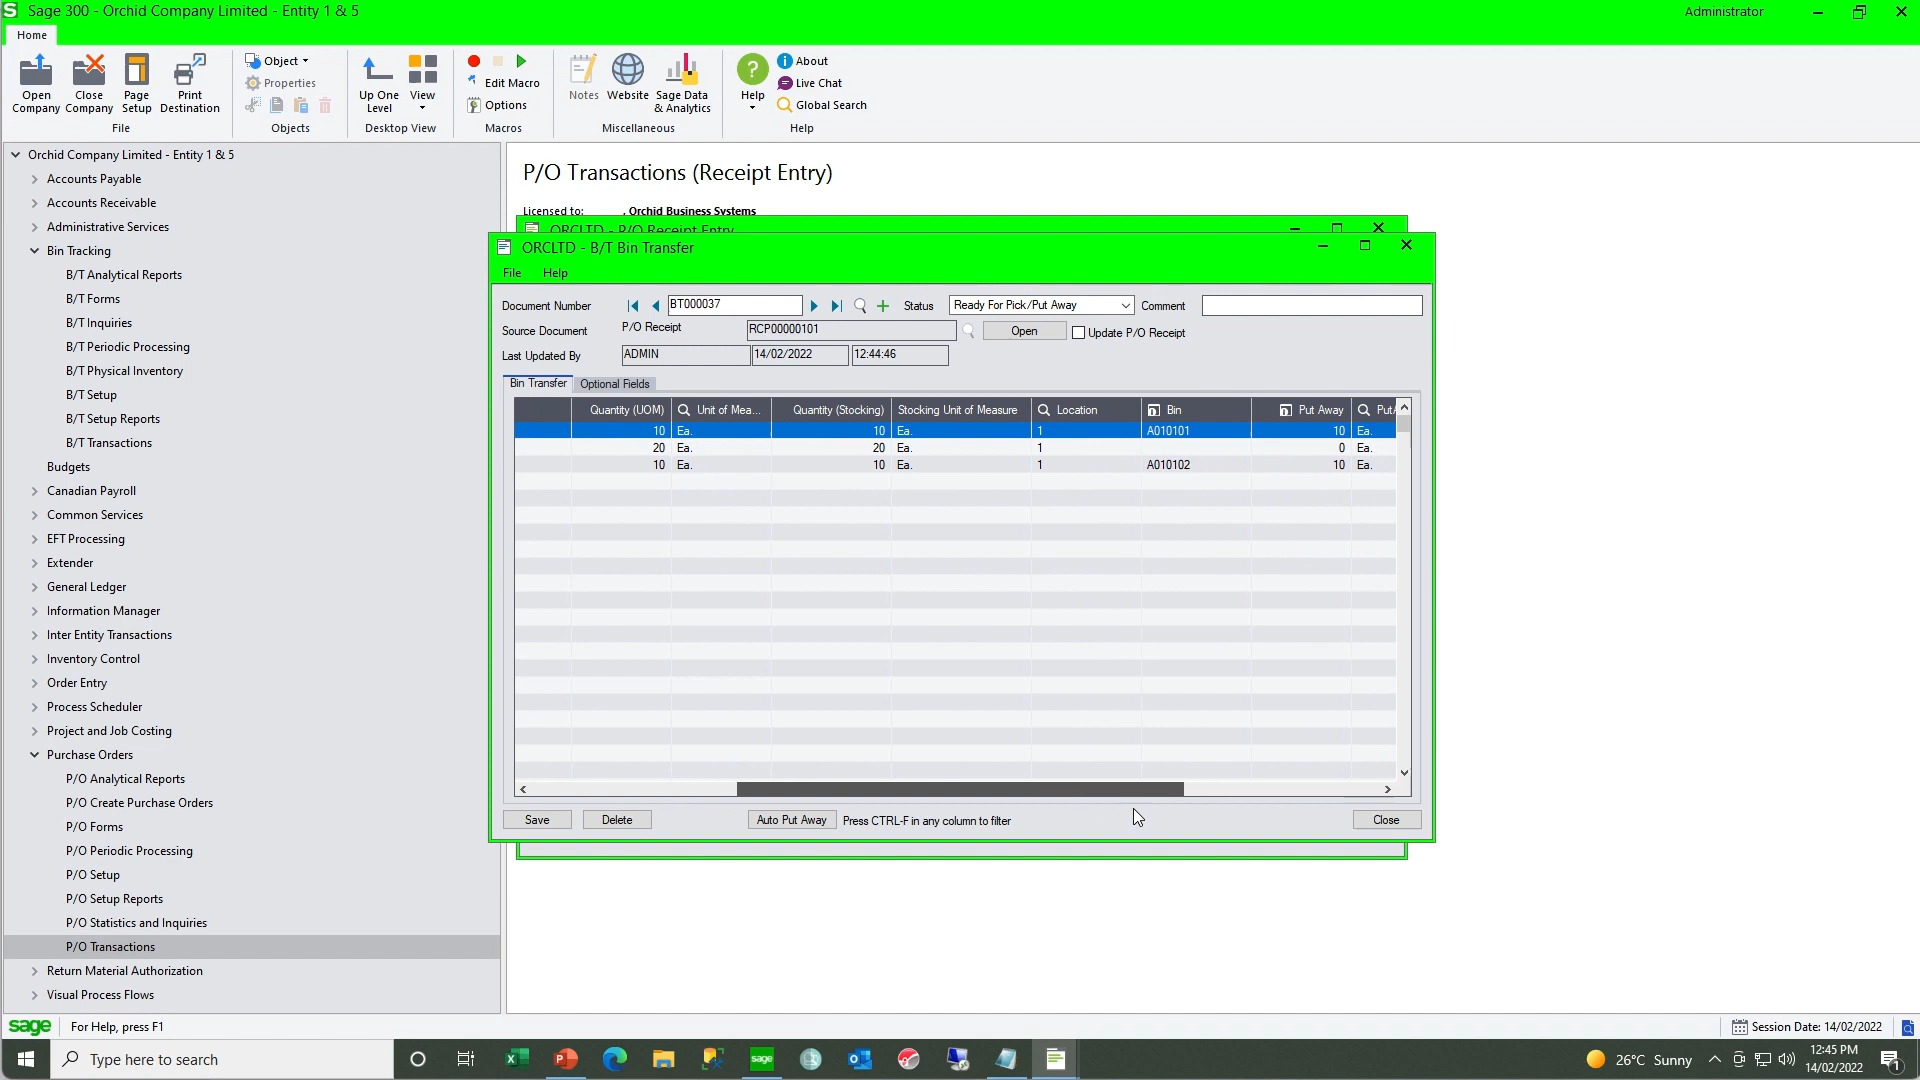 Sage 300 - Orchid Company Limited - Entity 1 & 5
Administrator
Home
Open Company
Close Company
Page Setup
Print Destination
File
Object
Properties
Objects
Up One Level
View
Desktop View
Edit Macro
Options
Macros
Notes
Website
Sage Data & Analytics
Miscellaneous
Help
About
Live Chat
Global Search
Help
Orchid Company Limited - Entity 1 & 5
Accounts Payable
Accounts Receivable
Administrative Services
Bin Tracking
B/T Analytical Reports
B/T Forms
B/T Inquiries
B/T Periodic Processing
B/T Physical Inventory
B/T Setup
B/T Setup Reports
B/T Transactions
Budgets
Canadian Payroll
Common Services
EFT Processing
Extender
General Ledger
Information Manager
Inter Entity Transactions
Inventory Control
Order Entry
Process Scheduler
Project and Job Costing
Purchase Orders
P/O Analytical Reports
P/O Create Purchase Orders
P/O Forms
P/O Periodic Processing
P/O Setup
P/O Setup Reports
P/O Statistics and Inquiries
P/O Transactions
Return Material Authorization
Visual Process Flows
P/O Transactions (Receipt Entry)
Licensed to: , Orchid Business Systems
ORCLTD - P/O Receipt Entry
ORCLTD - B/T Bin Transfer
File Help
Document Number BT000037 Status Ready For Pick/Put Away Comment
Source Document P/O Receipt RCP00000101 Open Update P/O Receipt
Last Updated By ADMIN 14/02/2022 12:44:46
Bin Transfer Optional Fields
Quantity (UOM) Unit of Mea... Quantity (Stocking) Stocking Unit of Measure Location Bin Put Away Put
10 Ea. 10 Ea. 1 A010101 10 Ea.
20 Ea. 20 Ea. 1 0 Ea.
10 Ea. 10 Ea. 1 A010102 10 Ea.
Save Delete Auto Put Away Press CTRL-F in any column to filter Close
sage For Help, press F1
Session Date: 14/02/2022
Type here to search
sage
26°C Sunny
12:45 PM
14/02/2022
1